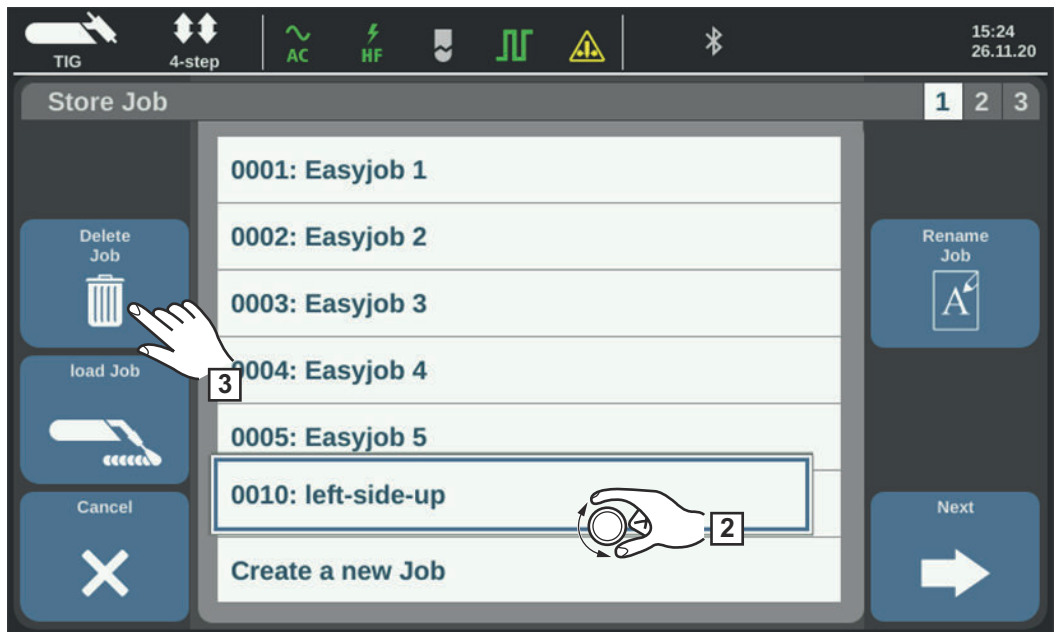 TIG
4-step
AC
HF
15:24
26.11.20
Store Job
1 2 3
0001: Easyjob 1
0002: Easyjob 2
0003: Easyjob 3
0004: Easyjob 4
0005: Easyjob 5
0010: left-side-up
Create a new Job
Delete
Job
3
load Job
Cancel
2
Rename
Job
A
Next